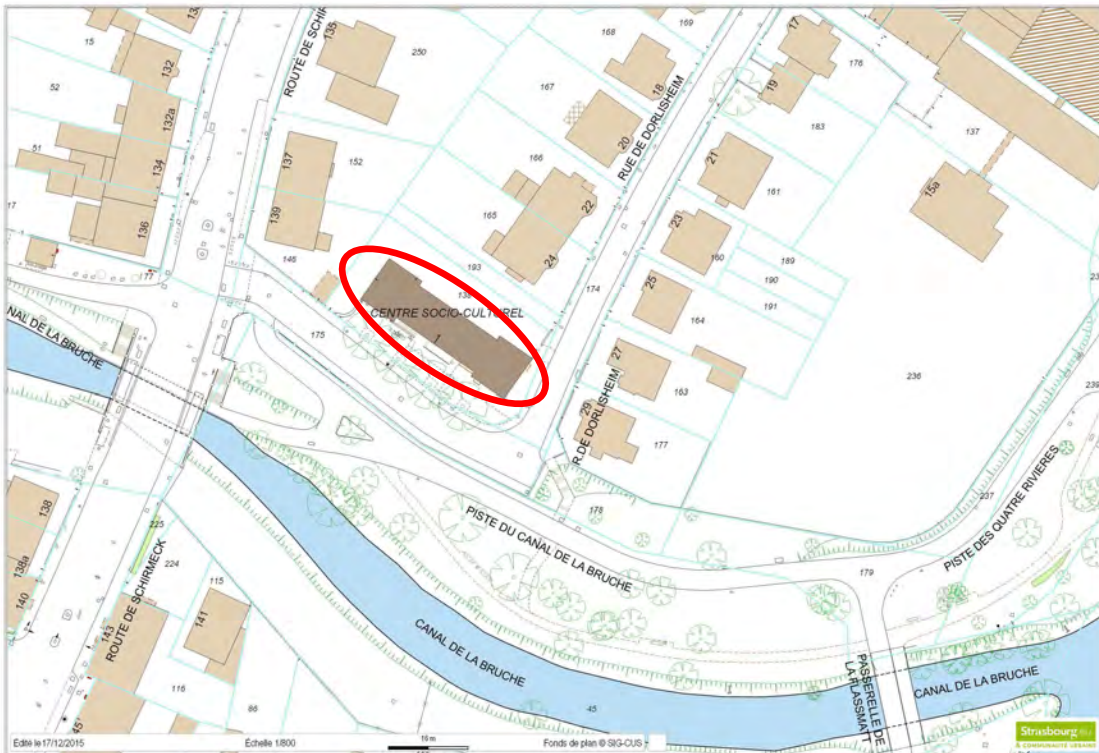 15
132
135
250
168
169
17
176
ROUTE DE SCHIR
52
132a
167
18
19
183
137
51
134
137
152
20
RUE DE DORLISHEIM
21
161
15a
166
17
136
139
165
22
23
160
189
177
146
193
24
174
190
25
191
CENTRE SOCIO-CULTUREL
1
175
164
NAL DE LA BRUCHE
27
163
236
239
29
177
R.DE DORLISHEIM
138
225
PISTE DU CANAL DE LA BRUCHE
178
237
PISTE DES QUATRE RIVIERES
138a
224
179
140
115
141
143
ROUTE DE SCHIRMECK
116
CANAL DE LA BRUCHE
PASSERELLE DE
LA FLASSMATT
CANAL DE LA BRUCHE
86
45
145
Edité le 17/12/2015
Échelle 1/800
16 m
Fonds de plan © SIG-CUS
Strasbourg.eu
& COMMUNAUTÉ URBAINE